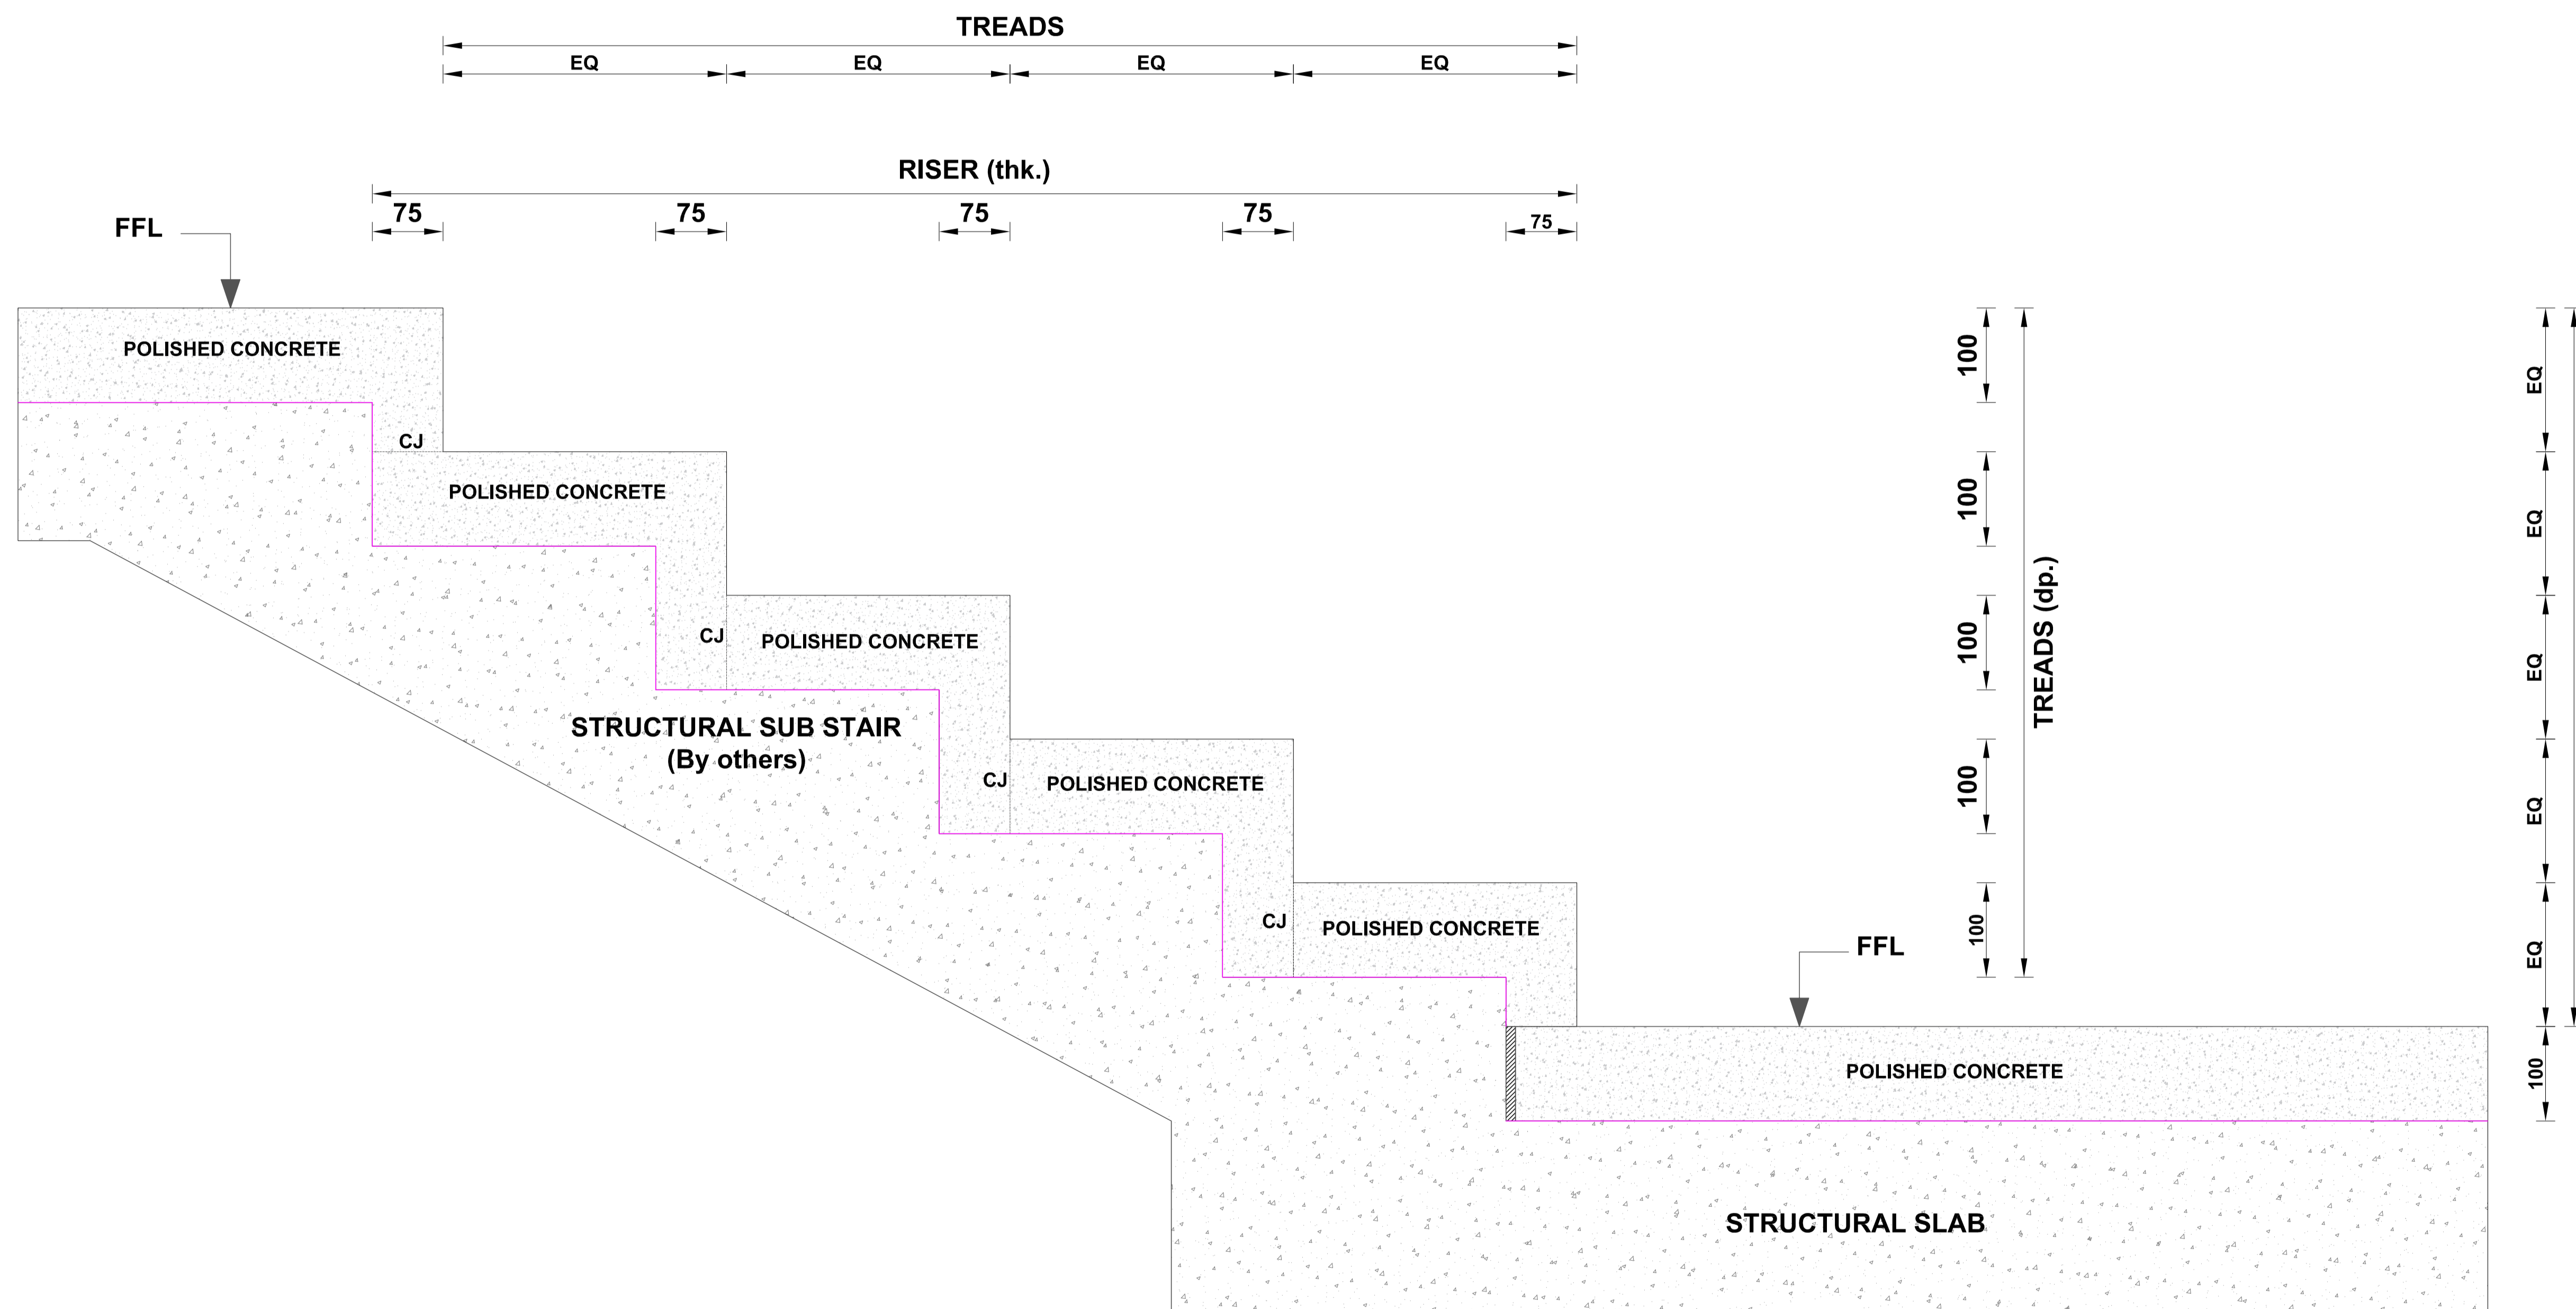 TREADS
EQ EQ EQ EQ
RISER (thk.)
75 75 75 75 75
FFL
POLISHED CONCRETE
100
EQ
CJ
POLISHED CONCRETE
100
EQ
CJ
POLISHED CONCRETE
100
EQ
TREADS (dp.)
STRUCTURAL SUB STAIR
(By others)
CJ
POLISHED CONCRETE
100
EQ
CJ
POLISHED CONCRETE
100
EQ
FFL
POLISHED CONCRETE
100
STRUCTURAL SLAB